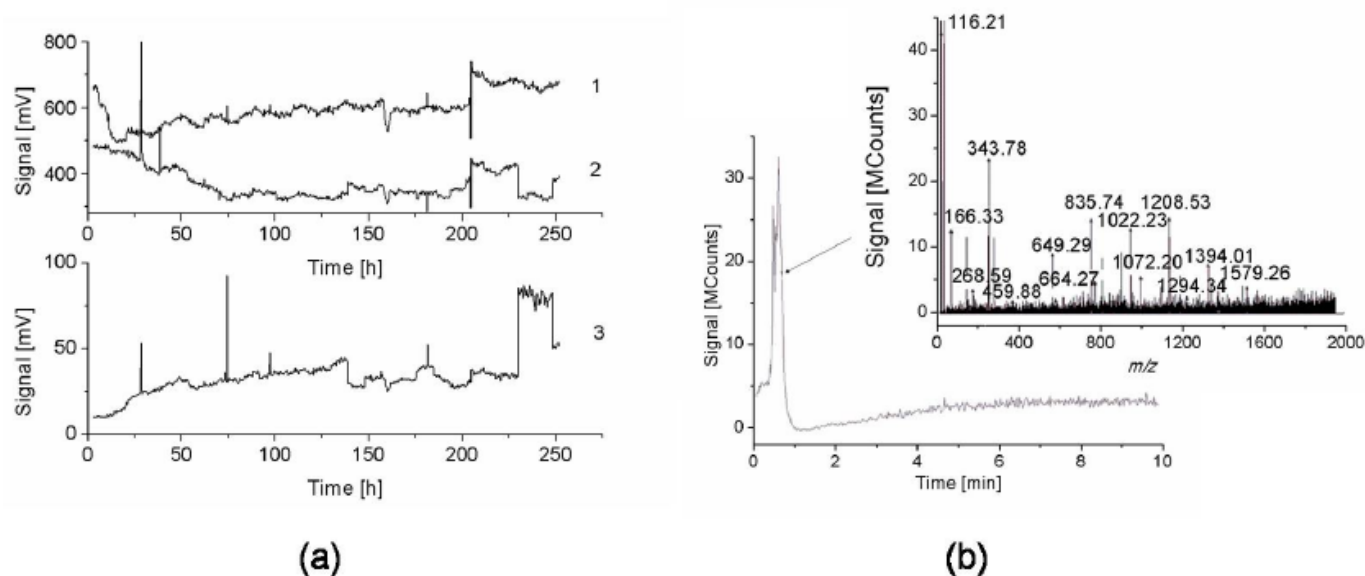 800
600
400
Signal [mV]
1
2
0 50 100 150 200 250
Time [h]
100
50
0
Signal [mV]
3
0 50 100 150 200 250
Time [h]
(a)
40
30
20
10
0
Signal [MCounts]
116.21
343.78
166.33
268.59
459.88
649.29
664.27
835.74
1022.23
1072.20
1208.53
1294.34
1394.01
1579.26
0 400 800 1200 1600 2000
m/z
30
20
10
0
Signal [MCounts]
0 2 4 6 8 10
Time [min]
(b)